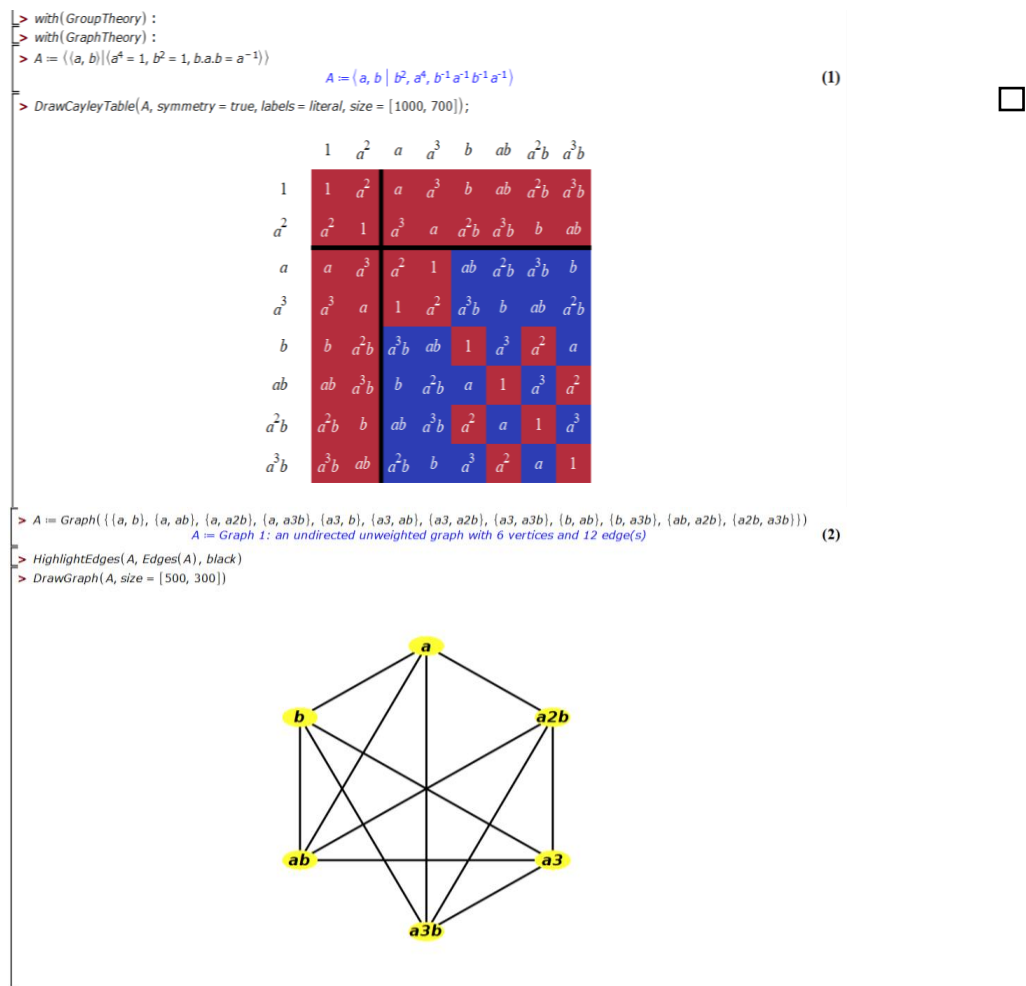 > with(GroupTheory) :
> with(GraphTheory) :
> A := ⟨⟨a, b⟩|⟨a⁴ = 1, b² = 1, b.a.b = a⁻¹⟩⟩
A := ⟨a, b | b², a⁴, b⁻¹ a⁻¹ b⁻¹ a⁻¹⟩ (1)
> DrawCayleyTable(A, symmetry = true, labels = literal, size = [1000, 700]);
1 a² a a³ b ab a²b a³b
1 1 a² a a³ b ab a²b a³b
a² a² 1 a³ a a²b a³b b ab
a a a³ a² 1 ab a²b a³b b
a³ a³ a 1 a² a³b b ab a²b
b b a²b a³b ab 1 a³ a² a
ab ab a³b b a²b a 1 a³ a²
a²b a²b b ab a³b a² a 1 a³
a³b a³b ab a²b b a³ a² a 1
> A := Graph({{a, b}, {a, ab}, {a, a2b}, {a, a3b}, {a3, b}, {a3, ab}, {a3, a2b}, {a3, a3b}, {b, ab}, {b, a3b}, {ab, a2b}, {a2b, a3b}})
A := Graph 1: an undirected unweighted graph with 6 vertices and 12 edge(s) (2)
> HighlightEdges(A, Edges(A), black)
> DrawGraph(A, size = [500, 300])
a
b a2b
ab a3
a3b